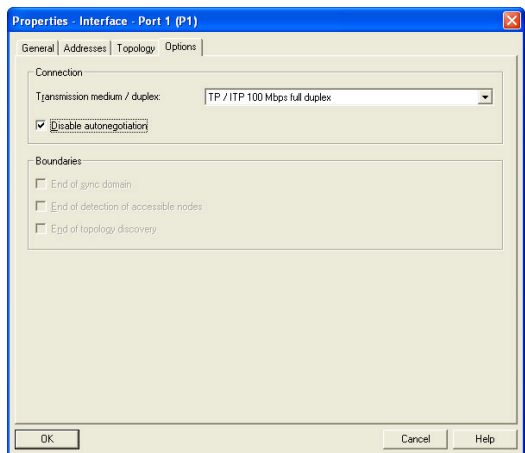 Properties - Interface - Port 1 (P1)
General Addresses Topology Options
Connection
Transmission medium / duplex: TP / ITP 100 Mbps full duplex
Disable autonegotiation
Boundaries
End of sync domain
End of detection of accessible nodes
End of topology discovery
OK Cancel Help